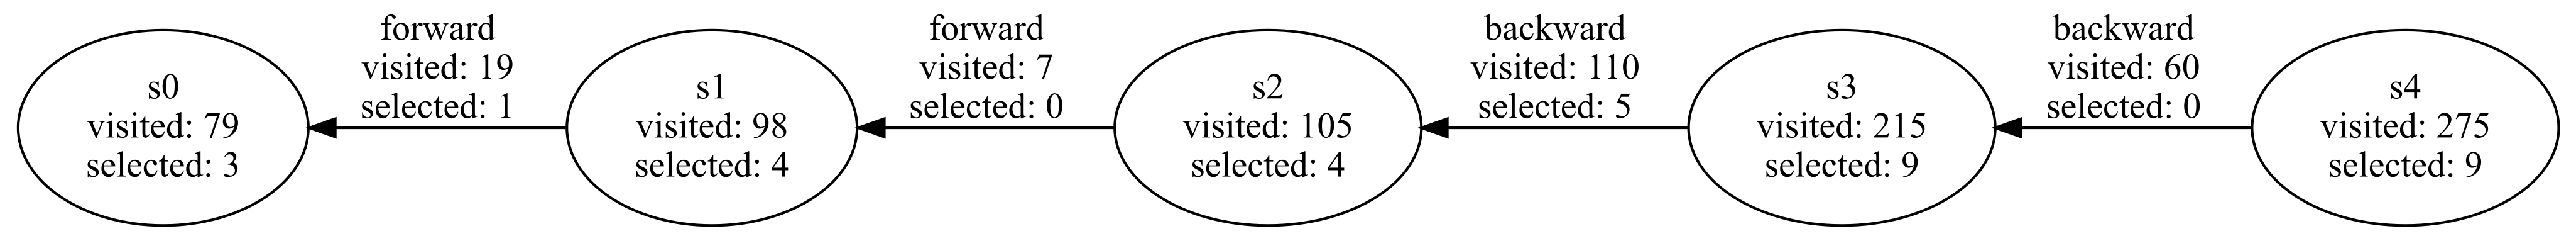 s0
visited: 79
selected: 3
forward
visited: 19
selected: 1
s1
visited: 98
selected: 4
forward
visited: 7
selected: 0
s2
visited: 105
selected: 4
backward
visited: 110
selected: 5
s3
visited: 215
selected: 9
backward
visited: 60
selected: 0
s4
visited: 275
selected: 9